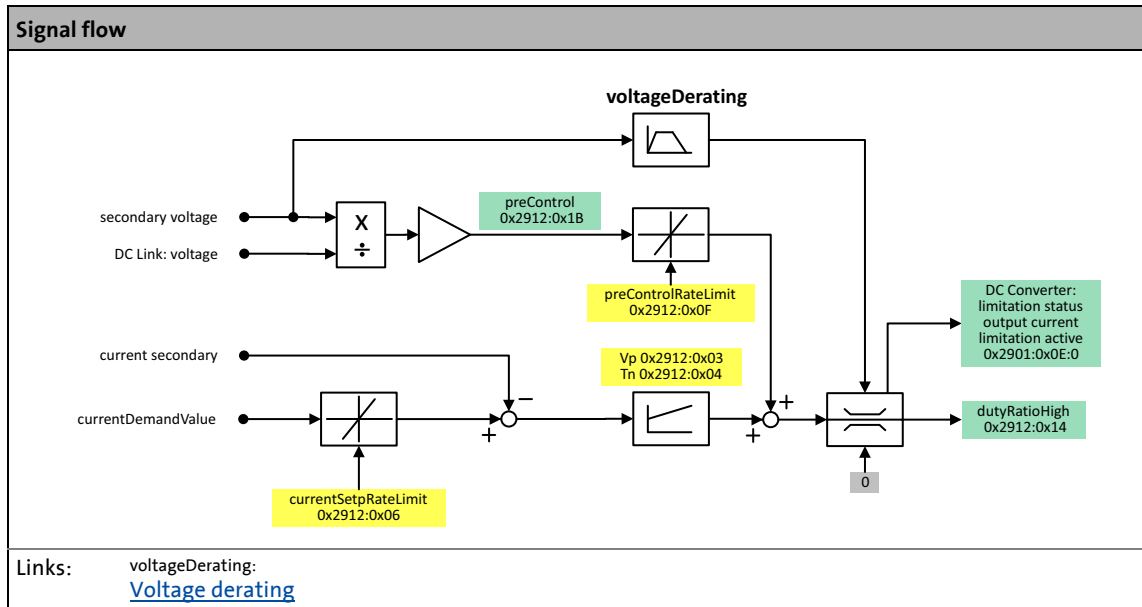 Signal flow
voltageDerating
secondary voltage
DC Link: voltage
X
÷
preControl
0x2912:0x1B
preControlRateLimit
0x2912:0x0F
DC Converter:
limitation status
output current
limitation active
0x2901:0x0E:0
current secondary
Vp 0x2912:0x03
Tn 0x2912:0x04
currentDemandValue
−
+
+
+
dutyRatioHigh
0x2912:0x14
0
currentSetpRateLimit
0x2912:0x06
Links:
voltageDerating:
Voltage derating